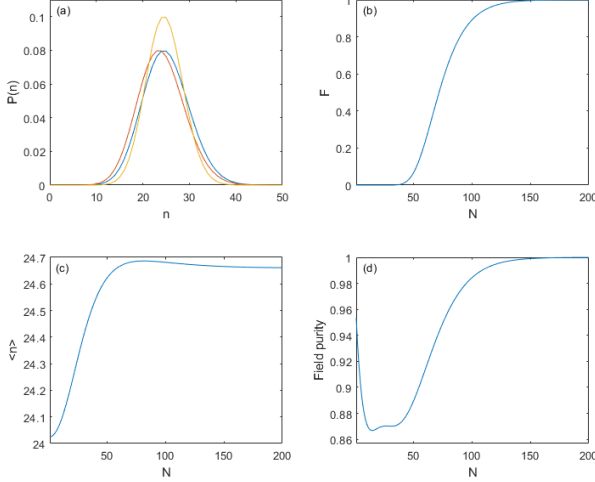 (a)
0.1
0.08
0.06
0.04
0.02
0
P(n)
0 10 20 30 40 50
n
(b)
1
0.8
0.6
0.4
0.2
0
F
50 100 150 200
N
(c)
24.7
24.6
24.5
24.4
24.3
24.2
24.1
24
<n>
50 100 150 200
N
(d)
1
0.98
0.96
0.94
0.92
0.9
0.88
0.86
Field purity
50 100 150 200
N